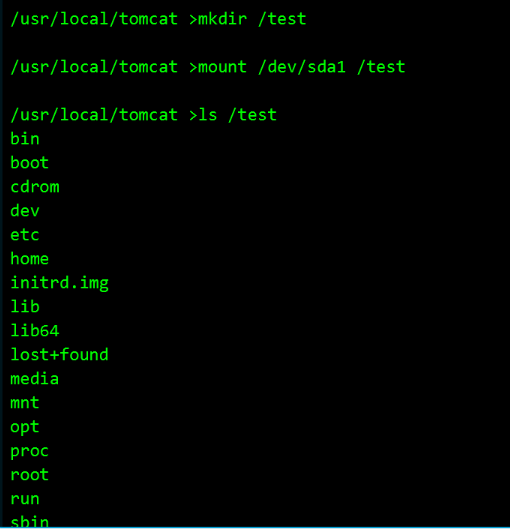 /usr/local/tomcat >mkdir /test
/usr/local/tomcat >mount /dev/sda1 /test
/usr/local/tomcat >ls /test
bin
boot
cdrom
dev
etc
home
initrd.img
lib
lib64
lost+found
media
mnt
opt
proc
root
run
sbin